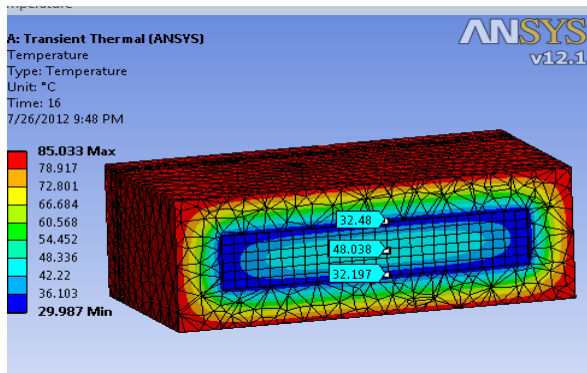 A: Transient Thermal (ANSYS)
Temperature
Type: Temperature
Unit: °C
Time: 16
7/26/2012 9:48 PM
ANSYS
v12.1
85.033 Max
78.917
72.801
66.684
60.568
54.452
48.336
42.22
36.103
29.987 Min
32.48
48.038
32.197